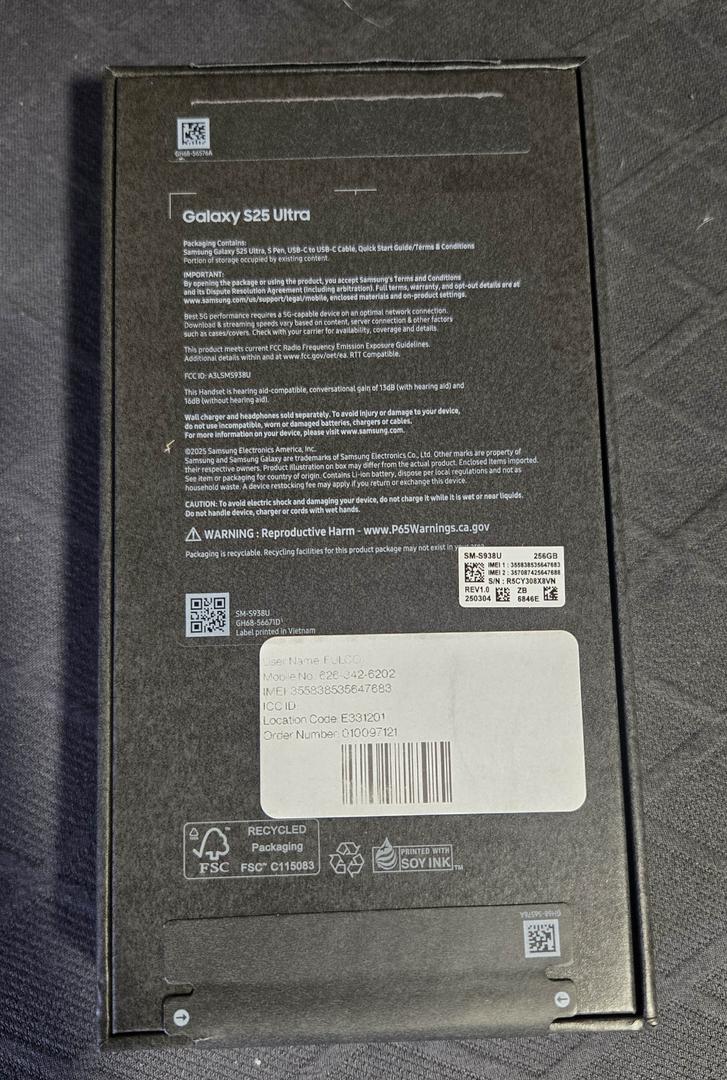 GH68-56576A
Galaxy S25 Ultra
Packaging Contains:
Samsung Galaxy S25 Ultra, S Pen, USB-C to USB-C Cable, Quick Start Guide/Terms & Conditions
Portion of storage occupied by existing content.
IMPORTANT:
By opening the package or using the product, you accept Samsung's Terms and Conditions
and its Dispute Resolution Agreement (including arbitration). Full terms, warranty, and opt-out details are at
www.samsung.com/us/support/legal/mobile, enclosed materials and on-product settings.
Best 5G performance requires a 5G-capable device on an optimal network connection.
Download & streaming speeds vary based on content, server connection & other factors
such as cases/covers. Check with your carrier for availability, coverage and details.
This product meets current FCC Radio Frequency Emission Exposure Guidelines.
Additional details within and at www.fcc.gov/oet/ea. RTT Compatible.
FCC ID: A3LSMS938U
This Handset is hearing aid-compatible, conversational gain of 13dB (with hearing aid) and
16dB (without hearing aid).
Wall charger and headphones sold separately. To avoid injury or damage to your device,
do not use incompatible, worn or damaged batteries, chargers or cables.
For more information on your device, please visit www.samsung.com.
©2025 Samsung Electronics America, Inc.
Samsung and Samsung Galaxy are trademarks of Samsung Electronics Co., Ltd. Other marks are property of
their respective owners. Product illustration on box may differ from the actual product. Enclosed items imported.
See item or packaging for country of origin. Contains Li-ion battery, dispose per local regulations and not as
household waste. A device restocking fee may apply if you return or exchange this device.
CAUTION: To avoid electric shock and damaging your device, do not charge it while it is wet or near liquids.
Do not handle device, charger or cords with wet hands.
WARNING : Reproductive Harm - www.P65Warnings.ca.gov
Packaging is recyclable. Recycling facilities for this product package may not exist in your area.
SM-S938U 256GB
IMEI 1 : 355838535647683
IMEI 2 : 357087425647688
S/N : R5CY308X8VN
REV1.0 ZB
250304 6846E
SM-S938U
GH68-56671D
Label printed in Vietnam
User Name:
Mobile No: 626-342-6202
IMEI 355838535647683
ICC ID
Location Code: E331201
Order Number: 010097121
RECYCLED
Packaging
FSC™ C115083
FSC
PRINTED WITH
SOY INK™
GH68-56576A